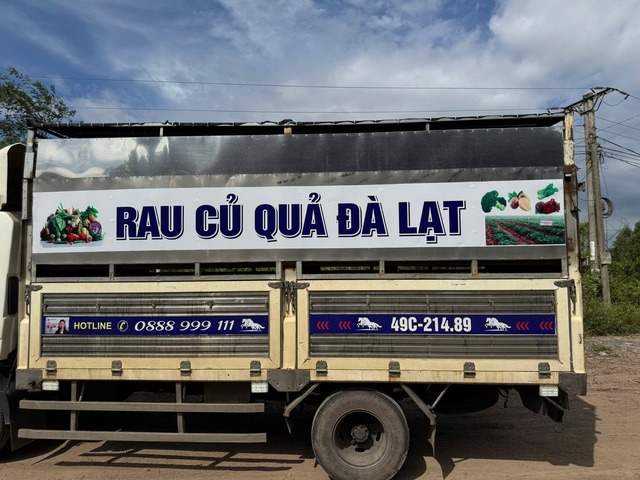 RAU CỦ QUẢ ĐÀ LẠT
HOTLINE 0888 999 111
49C-214.89